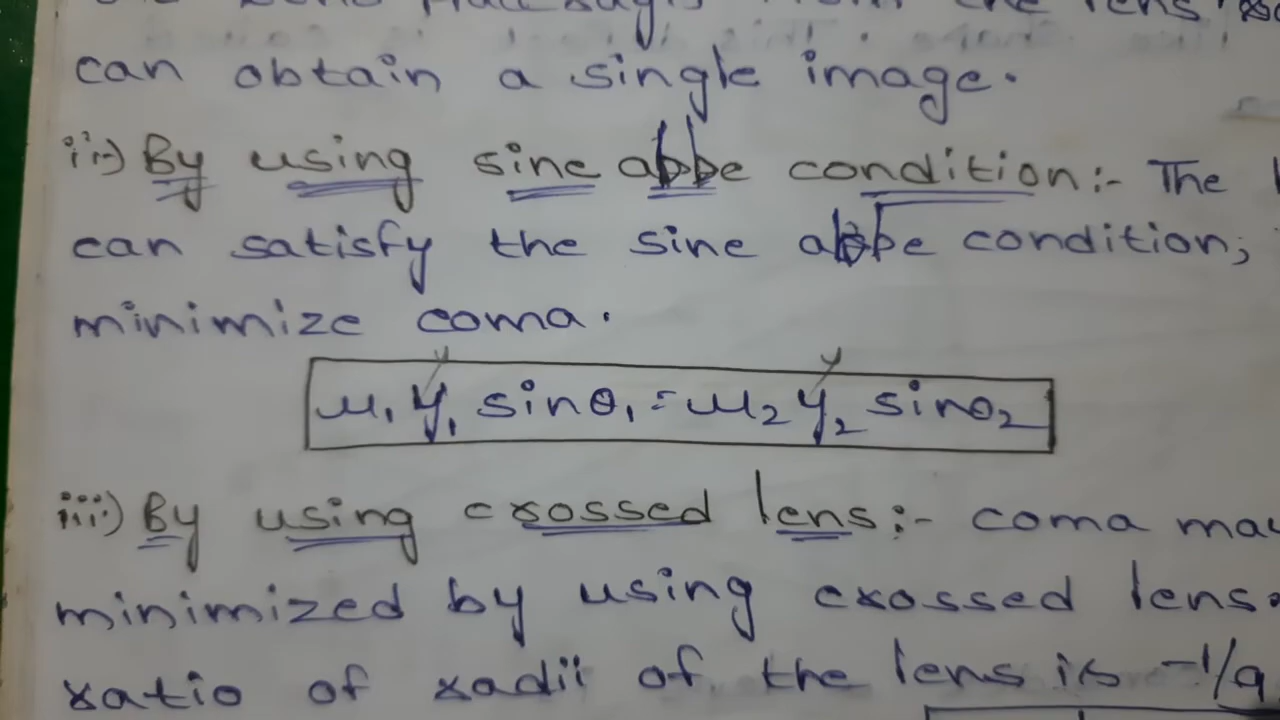 can obtain a single image.
ii) By using sine abbe condition:- The
can satisfy the sine abbe condition;
minimize coma.
μ₁ y₁ sinθ₁ = μ₂ y₂ sinθ₂
iii) By using crossed lens:- coma
minimized by using crossed lens.
ratio of radii of the lens is -1/9